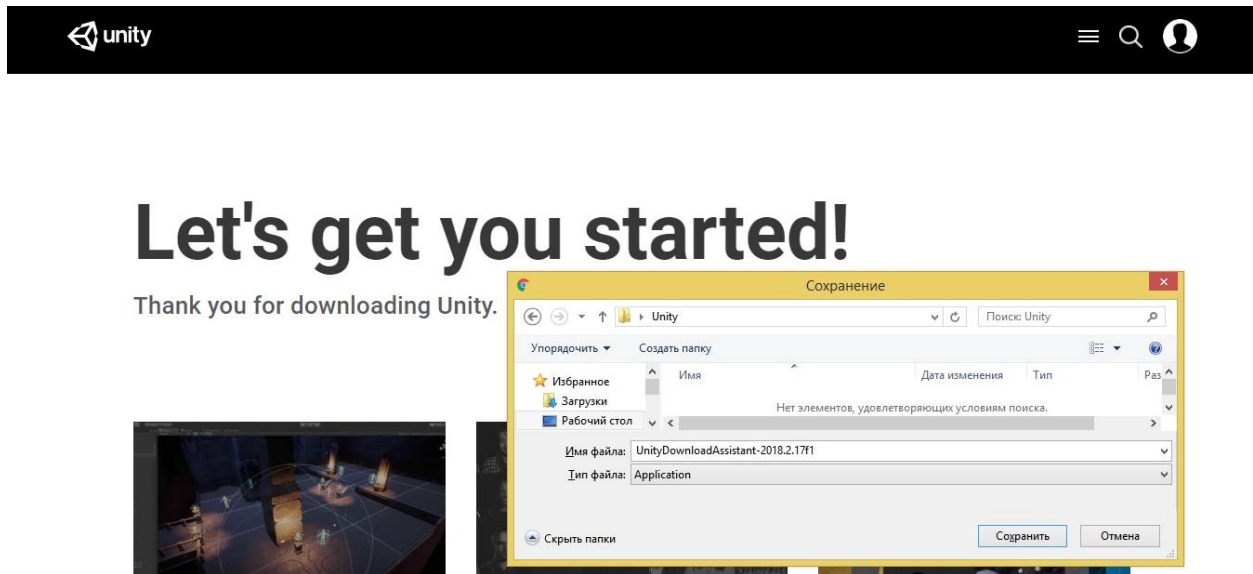 unity
Let's get you started!
Thank you for downloading Unity.
Сохранение
Unity
Поиск: Unity
Упорядочить
Создать папку
Избранное
Загрузки
Рабочий стол
Имя
Дата изменения
Тип
Раз
Нет элементов, удовлетворяющих условиям поиска.
Имя файла: UnityDownloadAssistant-2018.2.17f1
Тип файла: Application
Скрыть папки
Сохранить
Отмена